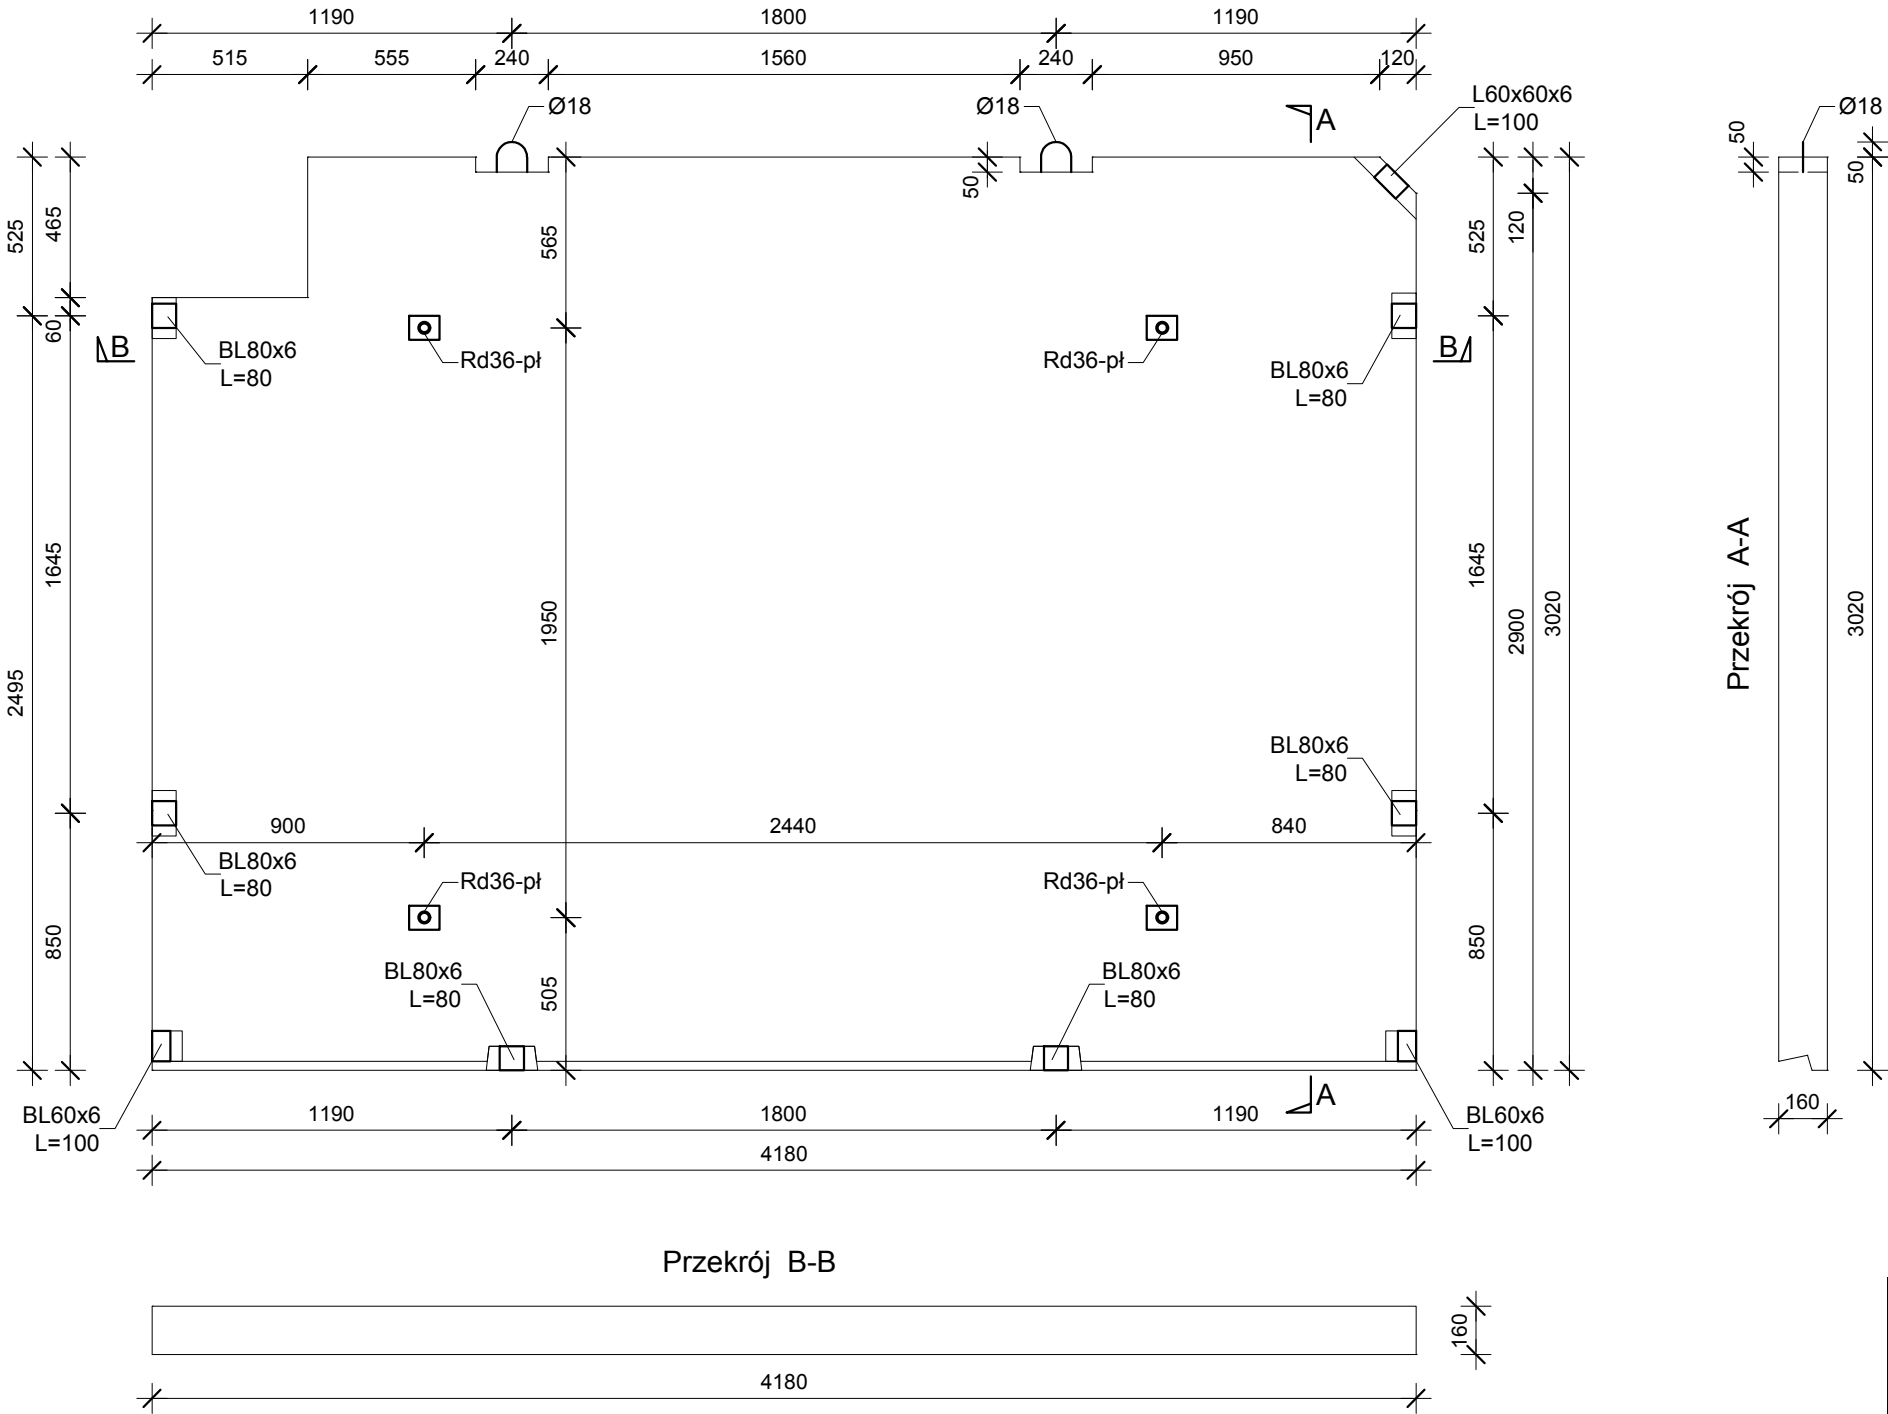 1190 1800 1190
515 555 240 1560 240 950 120
Ø18 Ø18 A L60x60x6
L=100
Ø18
50 50
50
525 465 565 525 120
60
B B
BL80x6
L=80
Rd36-pł Rd36-pł
BL80x6
L=80
1645 1950 1645 2900 3020 3020
2495
Przekrój A-A
BL80x6
L=80
900 2440 840
BL80x6
L=80
Rd36-pł Rd36-pł
850 505 850
BL80x6
L=80
BL80x6
L=80
BL60x6
L=100
A
BL60x6
L=100
160
1190 1800 1190
4180
Przekrój B-B
160
4180